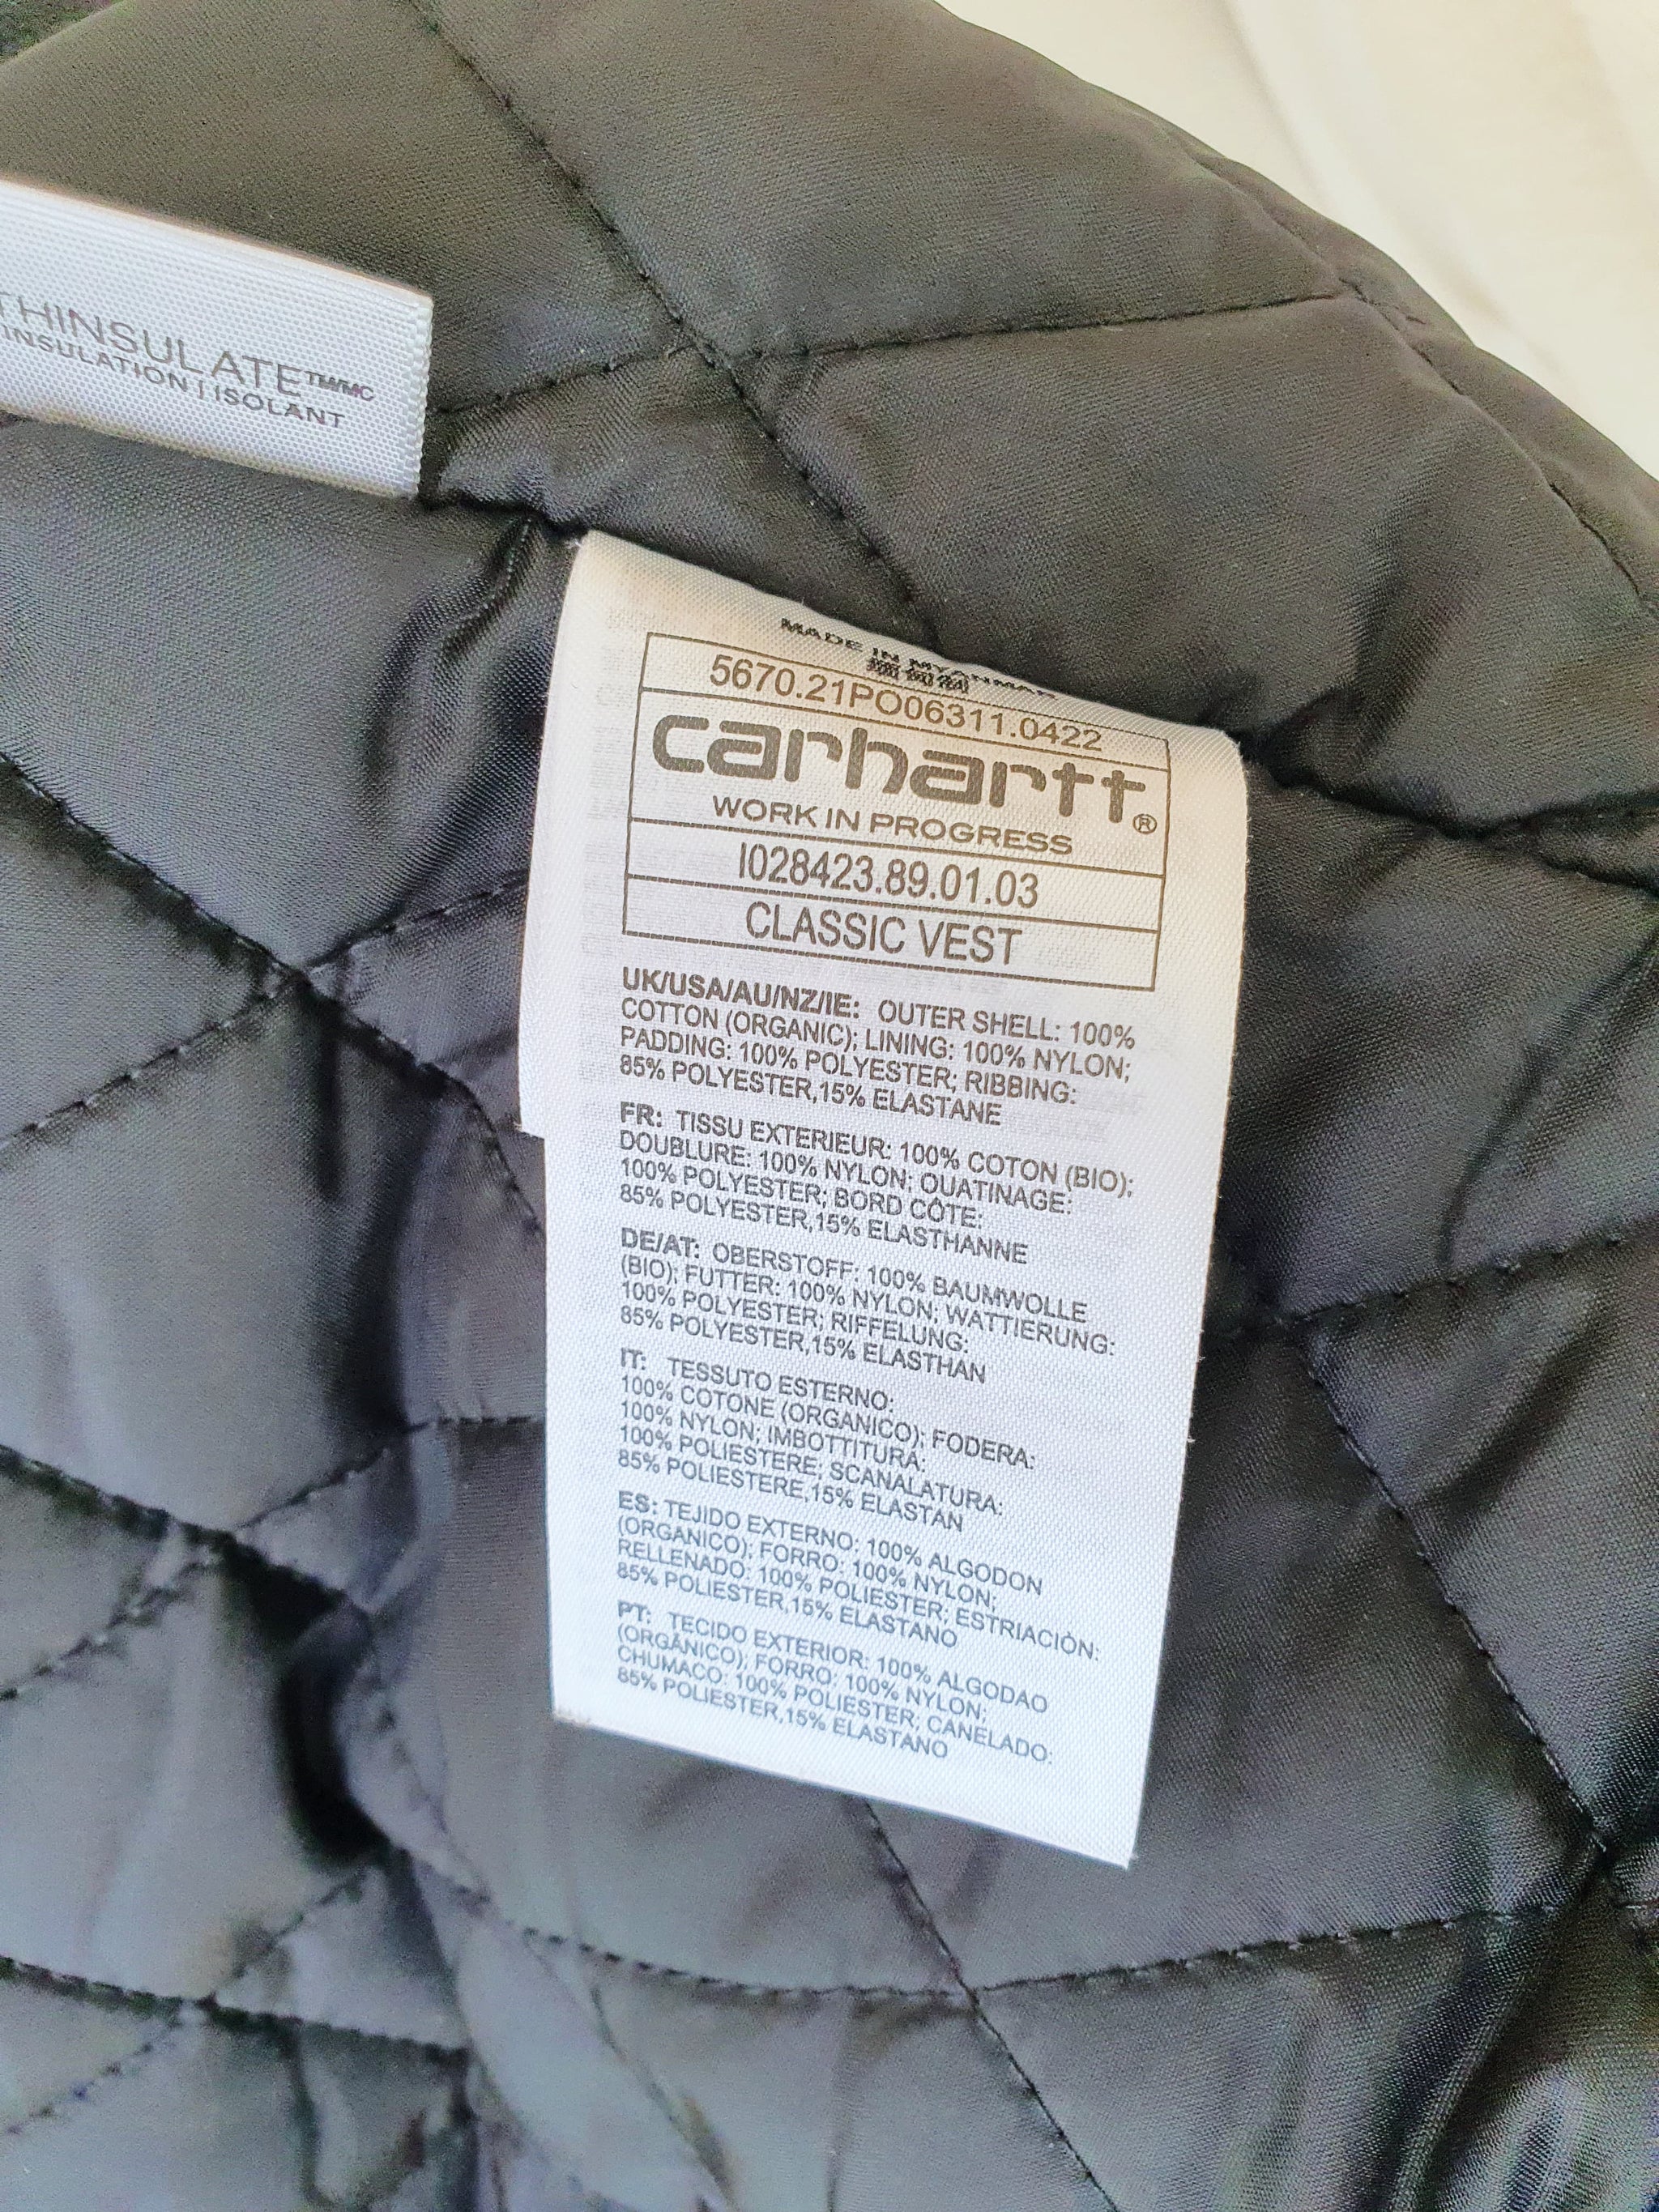 THINSULATE™/MC
INSULATION | ISOLANT
MADE IN MYANMAR
5670.21PO06311.0422
carhartt®
WORK IN PROGRESS
I028423.89.01.03
CLASSIC VEST
UK/USA/AU/NZ/IE: OUTER SHELL: 100%
COTTON (ORGANIC); LINING: 100% NYLON;
PADDING: 100% POLYESTER; RIBBING:
85% POLYESTER,15% ELASTANE
FR: TISSU EXTERIEUR: 100% COTON (BIO);
DOUBLURE: 100% NYLON; OUATINAGE:
100% POLYESTER; BORD CÔTE:
85% POLYESTER,15% ELASTHANNE
DE/AT: OBERSTOFF: 100% BAUMWOLLE
(BIO); FUTTER: 100% NYLON; WATTIERUNG:
100% POLYESTER; RIFFELUNG:
85% POLYESTER,15% ELASTHAN
IT: TESSUTO ESTERNO:
100% COTONE (ORGANICO); FODERA:
100% NYLON; IMBOTTITURA:
100% POLIESTERE; SCANALATURA:
85% POLIESTERE,15% ELASTAN
ES: TEJIDO EXTERNO: 100% ALGODON
(ORGANICO); FORRO: 100% NYLON;
RELLENADO: 100% POLIESTER; ESTRIACIÒN:
85% POLIESTER,15% ELASTANO
PT: TECIDO EXTERIOR: 100% ALGODAO
(ORGÂNICO); FORRO: 100% NYLON;
CHUMACO: 100% POLIESTER; CANELADO:
85% POLIESTER,15% ELASTANO